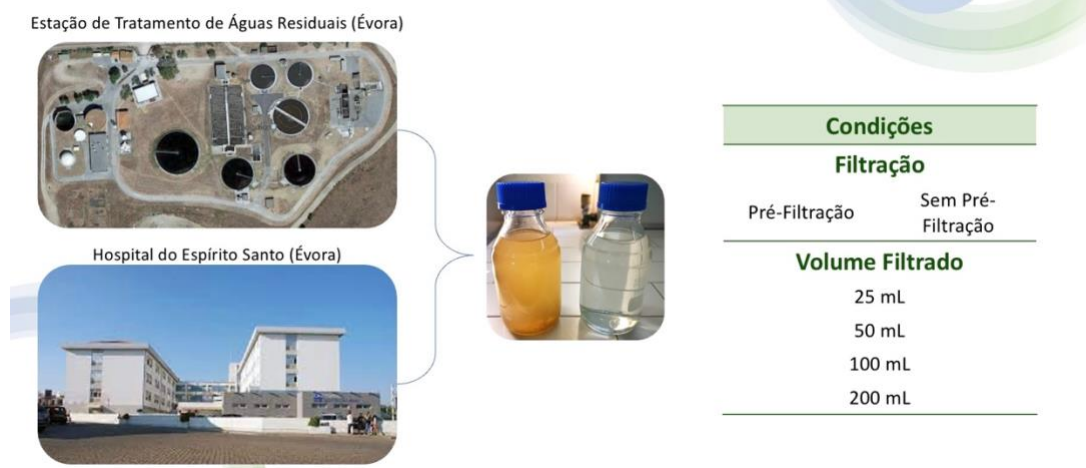 Estação de Tratamento de Águas Residuais (Évora)
Hospital do Espírito Santo (Évora)
Condições
Filtração
Pré-Filtração
Sem Pré-
Filtração
Volume Filtrado
25 mL
50 mL
100 mL
200 mL